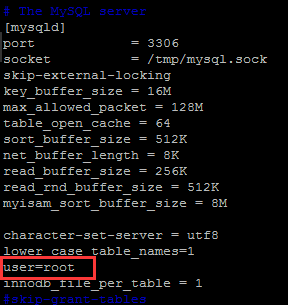 # The MySQL server
[mysqld]
port            = 3306
socket          = /tmp/mysql.sock
skip-external-locking
key_buffer_size = 16M
max_allowed_packet = 128M
table_open_cache = 64
sort_buffer_size = 512K
net_buffer_length = 8K
read_buffer_size = 256K
read_rnd_buffer_size = 512K
myisam_sort_buffer_size = 8M
character-set-server = utf8
lower_case_table_names=1
user=root
innodb_file_per_table = 1
#skip-grant-tables